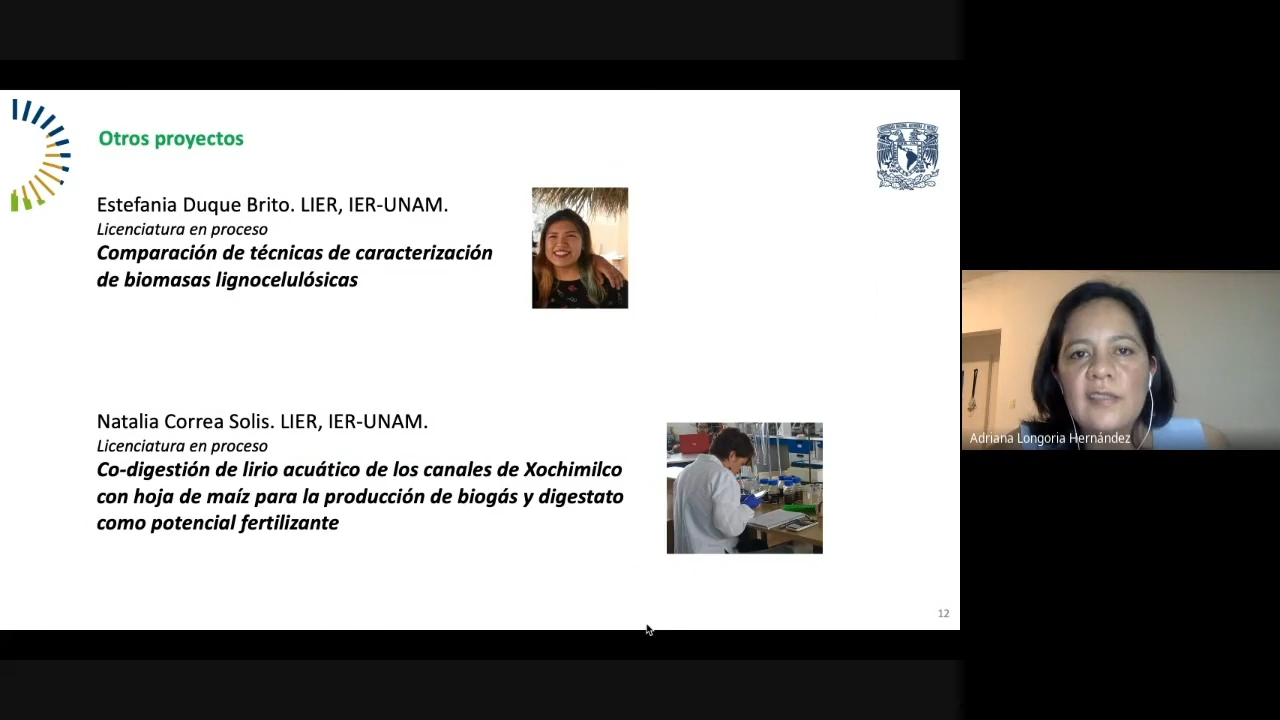 Otros proyectos
Estefania Duque Brito. LIER, IER-UNAM.
Licenciatura en proceso
Comparación de técnicas de caracterización
de biomasas lignocelulósicas
Natalia Correa Solis. LIER, IER-UNAM.
Licenciatura en proceso
Co-digestión de lirio acuático de los canales de Xochimilco
con hoja de maíz para la producción de biogás y digestato
como potencial fertilizante
12
Adriana Longoria Hernández